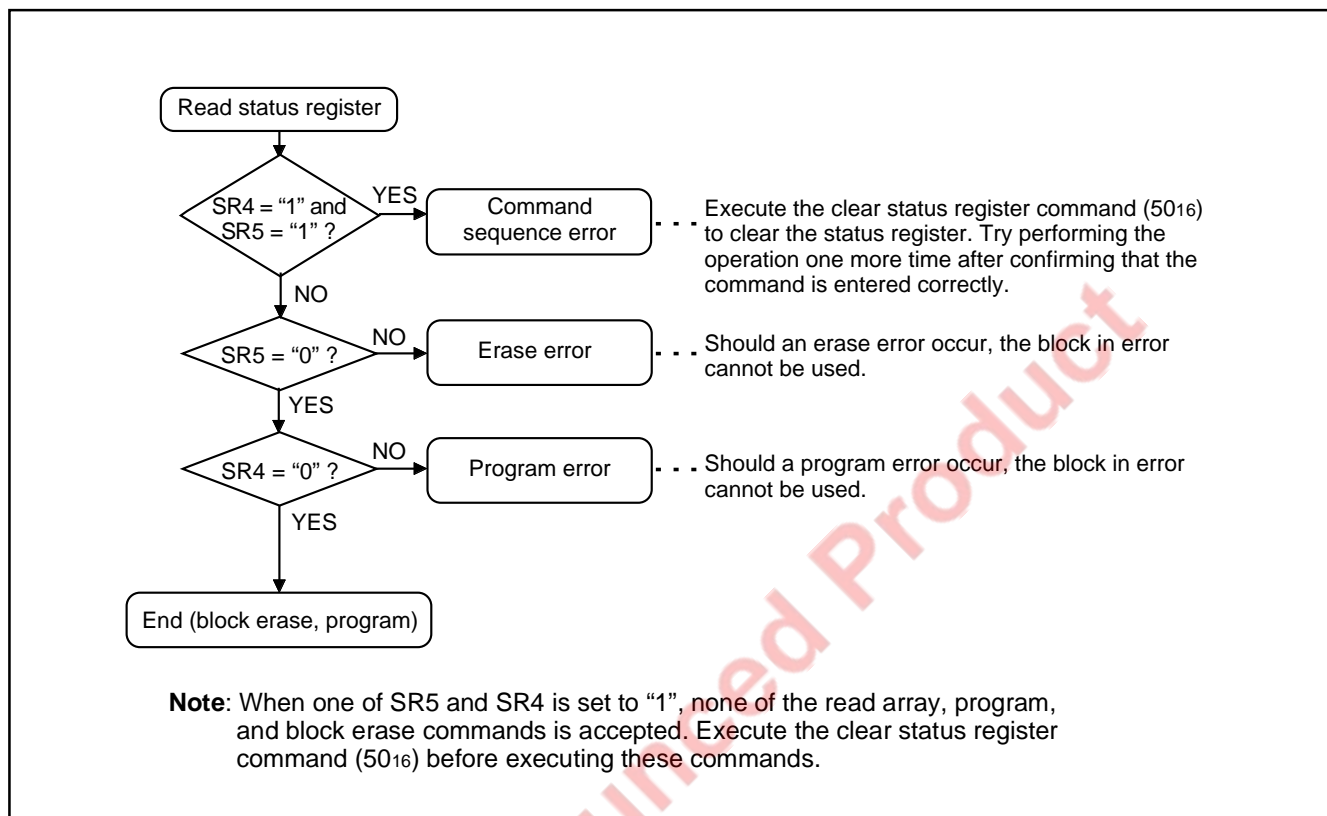 Read status register
SR4 = “1” and
SR5 = “1” ?
YES
Command
sequence error
Execute the clear status register command (5016)
to clear the status register. Try performing the
operation one more time after confirming that the
command is entered correctly.
NO
SR5 = “0” ?
NO
Erase error
Should an erase error occur, the block in error
cannot be used.
YES
SR4 = “0” ?
NO
Program error
Should a program error occur, the block in error
cannot be used.
YES
End (block erase, program)
Note: When one of SR5 and SR4 is set to “1”, none of the read array, program,
and block erase commands is accepted. Execute the clear status register
command (5016) before executing these commands.
unced Product